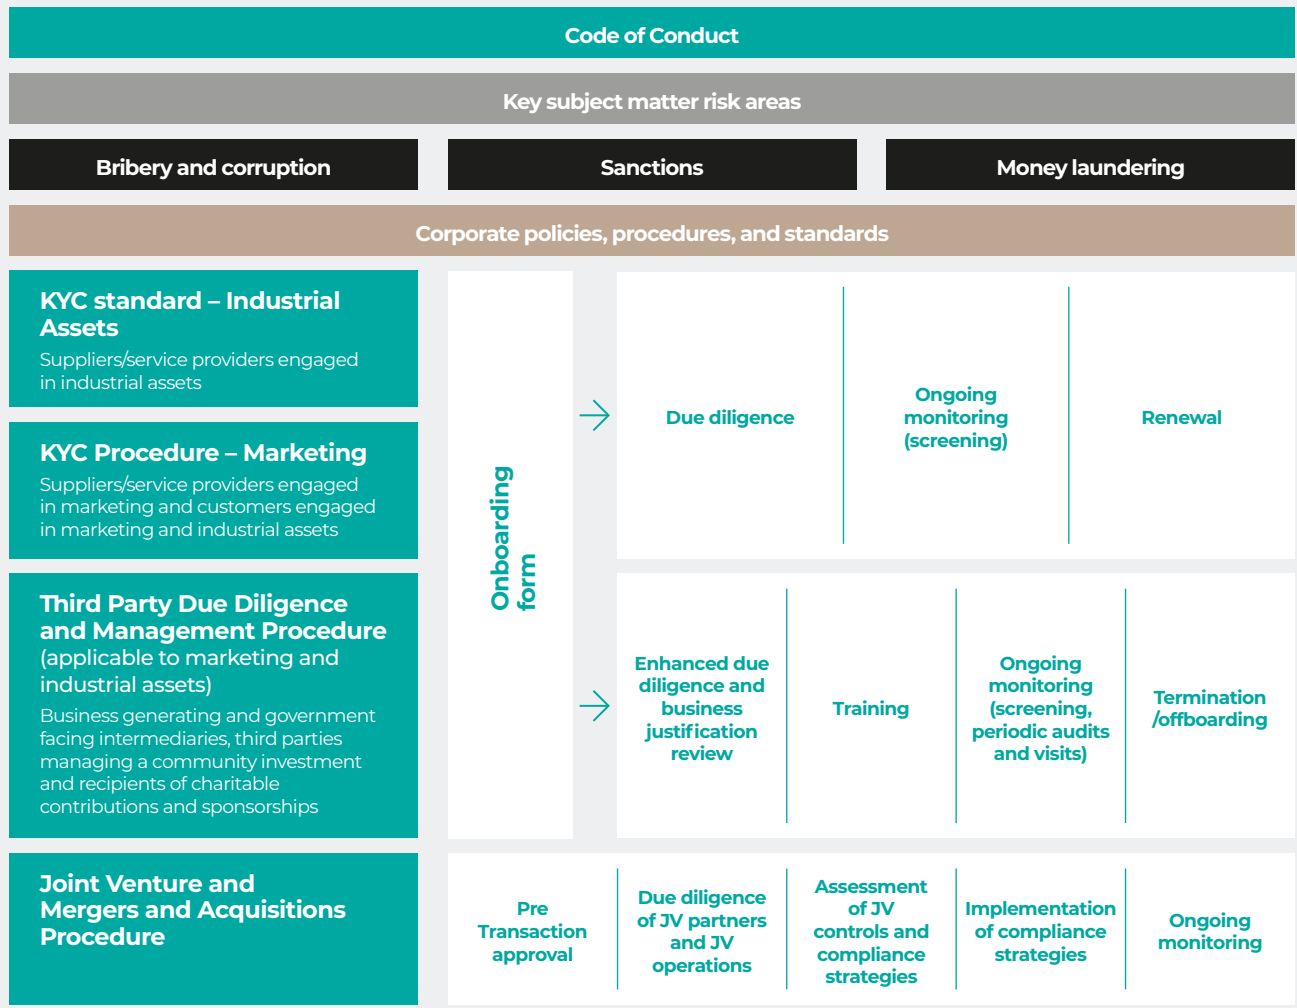 Code of Conduct
Key subject matter risk areas
Bribery and corruption
Sanctions
Money laundering
Corporate policies, procedures, and standards
KYC standard – Industrial
Assets
Suppliers/service providers engaged
in industrial assets
KYC Procedure – Marketing
Suppliers/service providers engaged
in marketing and customers engaged
in marketing and industrial assets
Onboarding
form
Due diligence
Ongoing
monitoring
(screening)
Renewal
Third Party Due Diligence
and Management Procedure
(applicable to marketing and
industrial assets)
Business generating and government
facing intermediaries, third parties
managing a community investment
and recipients of charitable
contributions and sponsorships
Enhanced due
diligence and
business
justification
review
Training
Ongoing
monitoring
(screening,
periodic audits
and visits)
Termination
/offboarding
Joint Venture and
Mergers and Acquisitions
Procedure
Pre
Transaction
approval
Due diligence
of JV partners
and JV
operations
Assessment
of JV
controls and
compliance
strategies
Implementation
of compliance
strategies
Ongoing
monitoring